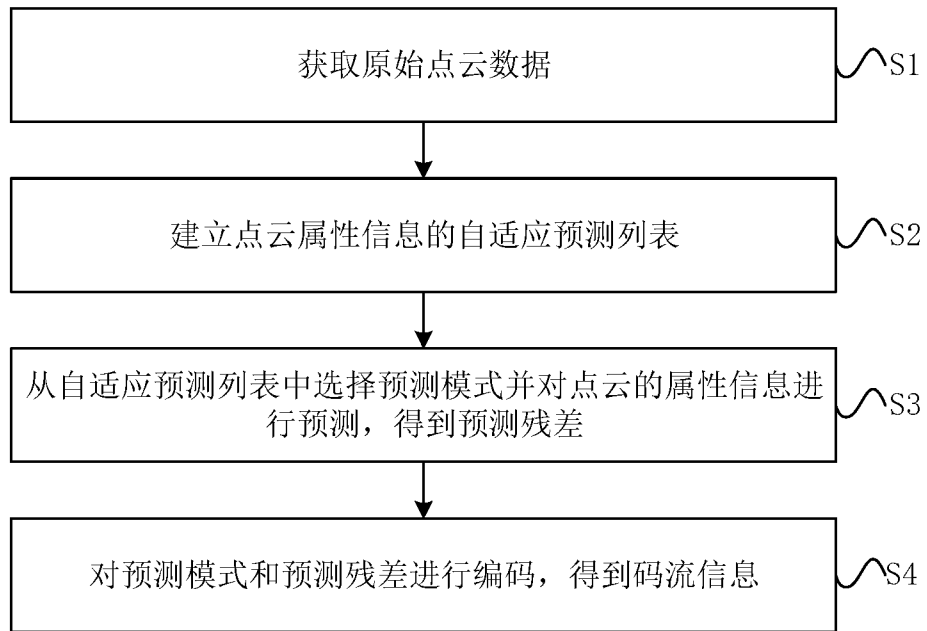 获取原始点云数据
S1
建立点云属性信息的自适应预测列表
S2
从自适应预测列表中选择预测模式并对点云的属性信息进
行预测，得到预测残差
S3
对预测模式和预测残差进行编码，得到码流信息
S4